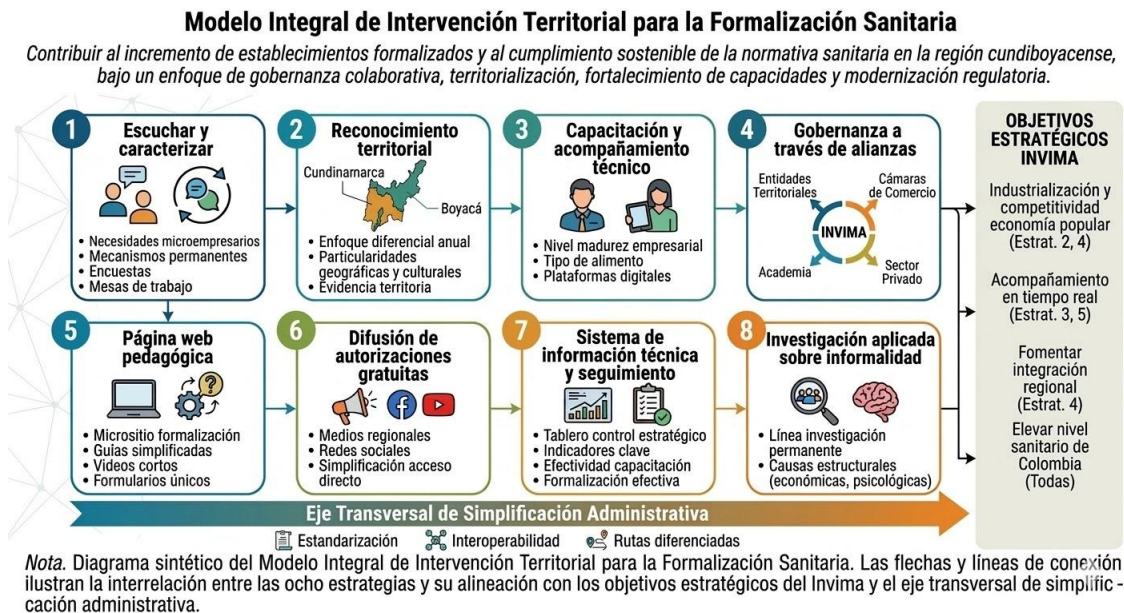 Modelo Integral de Intervención Territorial para la Formalización Sanitaria
Contribuir al incremento de establecimientos formalizados y al cumplimiento sostenible de la normativa sanitaria en la región cundiboyacense,
bajo un enfoque de gobernanza colaborativa, territorialización, fortalecimiento de capacidades y modernización regulatoria.
1
Escuchar y
caracterizar
• Necesidades microempresarios
• Mecanismos permanentes
• Encuestas
• Mesas de trabajo
2
Reconocimiento
territorial
Cundinamarca
Boyacá
• Enfoque diferencial anual
• Particularidades
geográficas y culturales
• Evidencia territoria
3
Capacitación y
acompañamiento
técnico
• Nivel madurez empresarial
• Tipo de alimento
• Plataformas digitales
4
Gobernanza a
través de alianzas
Entidades
Territoriales
Cámaras
de Comercio
INVIMA
Academia
Sector
Privado
5
Página web
pedagógica
?
• Micrositio formalización
• Guías simplificadas
• Videos cortos
• Formularios únicos
6
Difusión de
autorizaciones
gratuitas
• Medios regionales
• Redes sociales
• Simplificación acceso
directo
7
Sistema de
información técnica
y seguimiento
• Tablero control estratégico
• Indicadores clave
• Efectividad capacitación
• Formalización efectiva
8
Investigación aplicada
sobre informalidad
• Línea investigación
permanente
• Causas estructurales
(económicas, psicológicas)
OBJETIVOS
ESTRATÉGICOS
INVIMA
Industrialización y
competitividad
economía popular
(Estrat. 2, 4)
Acompañamiento
en tiempo real
(Estrat. 3, 5)
Fomentar
integración
regional
(Estrat. 4)
Elevar nivel
sanitario de
Colombia
(Todas)
Eje Transversal de Simplificación Administrativa
Estandarización
Interoperabilidad
Rutas diferenciadas
Nota. Diagrama sintético del Modelo Integral de Intervención Territorial para la Formalización Sanitaria. Las flechas y líneas de conexión
ilustran la interrelación entre las ocho estrategias y su alineación con los objetivos estratégicos del Invima y el eje transversal de simplifi-
cación administrativa.